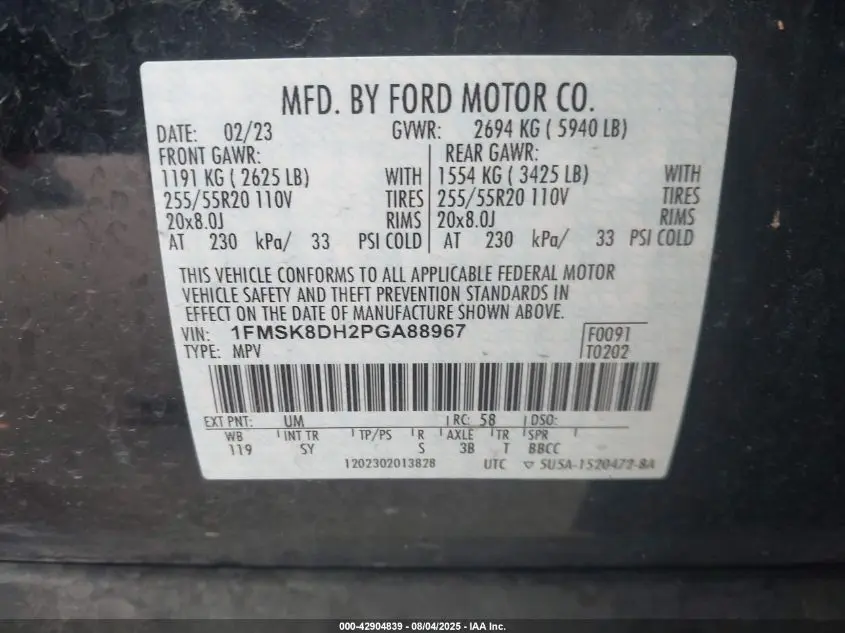 MFD. BY FORD MOTOR CO.
DATE: 02/23 GVWR: 2694 KG ( 5940 LB)
FRONT GAWR: REAR GAWR:
1191 KG ( 2625 LB) WITH 1554 KG ( 3425 LB) WITH
255/55R20 110V TIRES 255/55R20 110V TIRES
20x8.0J RIMS 20x8.0J RIMS
AT 230 kPa/ 33 PSI COLD AT 230 kPa/ 33 PSI COLD
THIS VEHICLE CONFORMS TO ALL APPLICABLE FEDERAL MOTOR
VEHICLE SAFETY AND THEFT PREVENTION STANDARDS IN
EFFECT ON THE DATE OF MANUFACTURE SHOWN ABOVE.
VIN: 1FMSK8DH2PGA88967 F0091
TYPE: MPV T0202
EXT PNT: UM RC: 58 DSO:
WB INT TR TP/PS R AXLE TR SPR
119 SY S 3B T BBCC
1202302013828 UTC ▽ 5U5A-1520472-BA
000-42904839 - 08/04/2025 - IAA Inc.